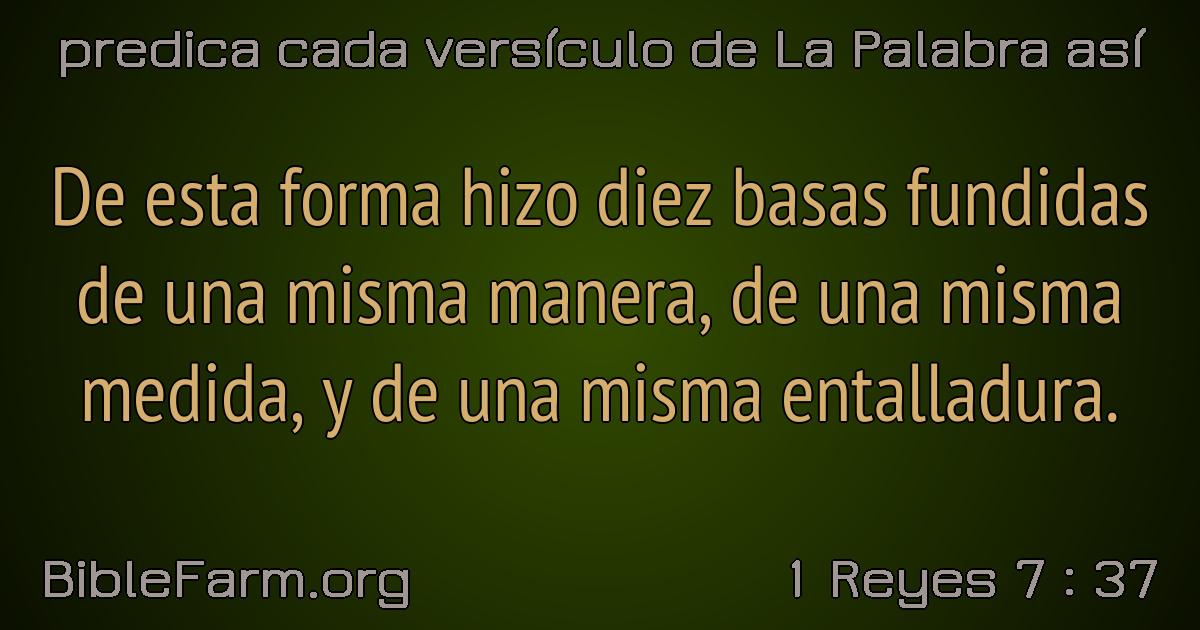 predica cada versículo de La Palabra así
De esta forma hizo diez basas fundidas
de una misma manera, de una misma
medida, y de una misma entalladura.
BibleFarm.org
1 Reyes 7 : 37